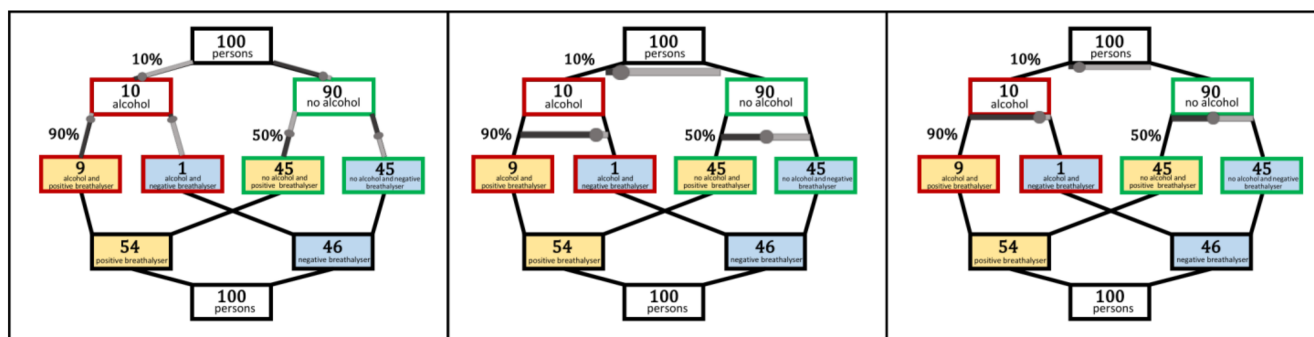 100
persons
10%
10
alcohol
90
no alcohol
90%
50%
9
alcohol and
positive breathalyser
1
alcohol and
negative breathalyser
45
no alcohol and
positive breathalyser
45
no alcohol and negative
breathalyser
54
positive breathalyser
46
negative breathalyser
100
persons
100
persons
10%
10
alcohol
90
no alcohol
90%
50%
9
alcohol and
positive breathalyser
1
alcohol and
negative breathalyser
45
no alcohol and
positive breathalyser
45
no alcohol and negative
breathalyser
54
positive breathalyser
46
negative breathalyser
100
persons
100
persons
10%
10
alcohol
90
no alcohol
90%
50%
9
alcohol and
positive breathalyser
1
alcohol and
negative breathalyser
45
no alcohol and
positive breathalyser
45
no alcohol and negative
breathalyser
54
positive breathalyser
46
negative breathalyser
100
persons